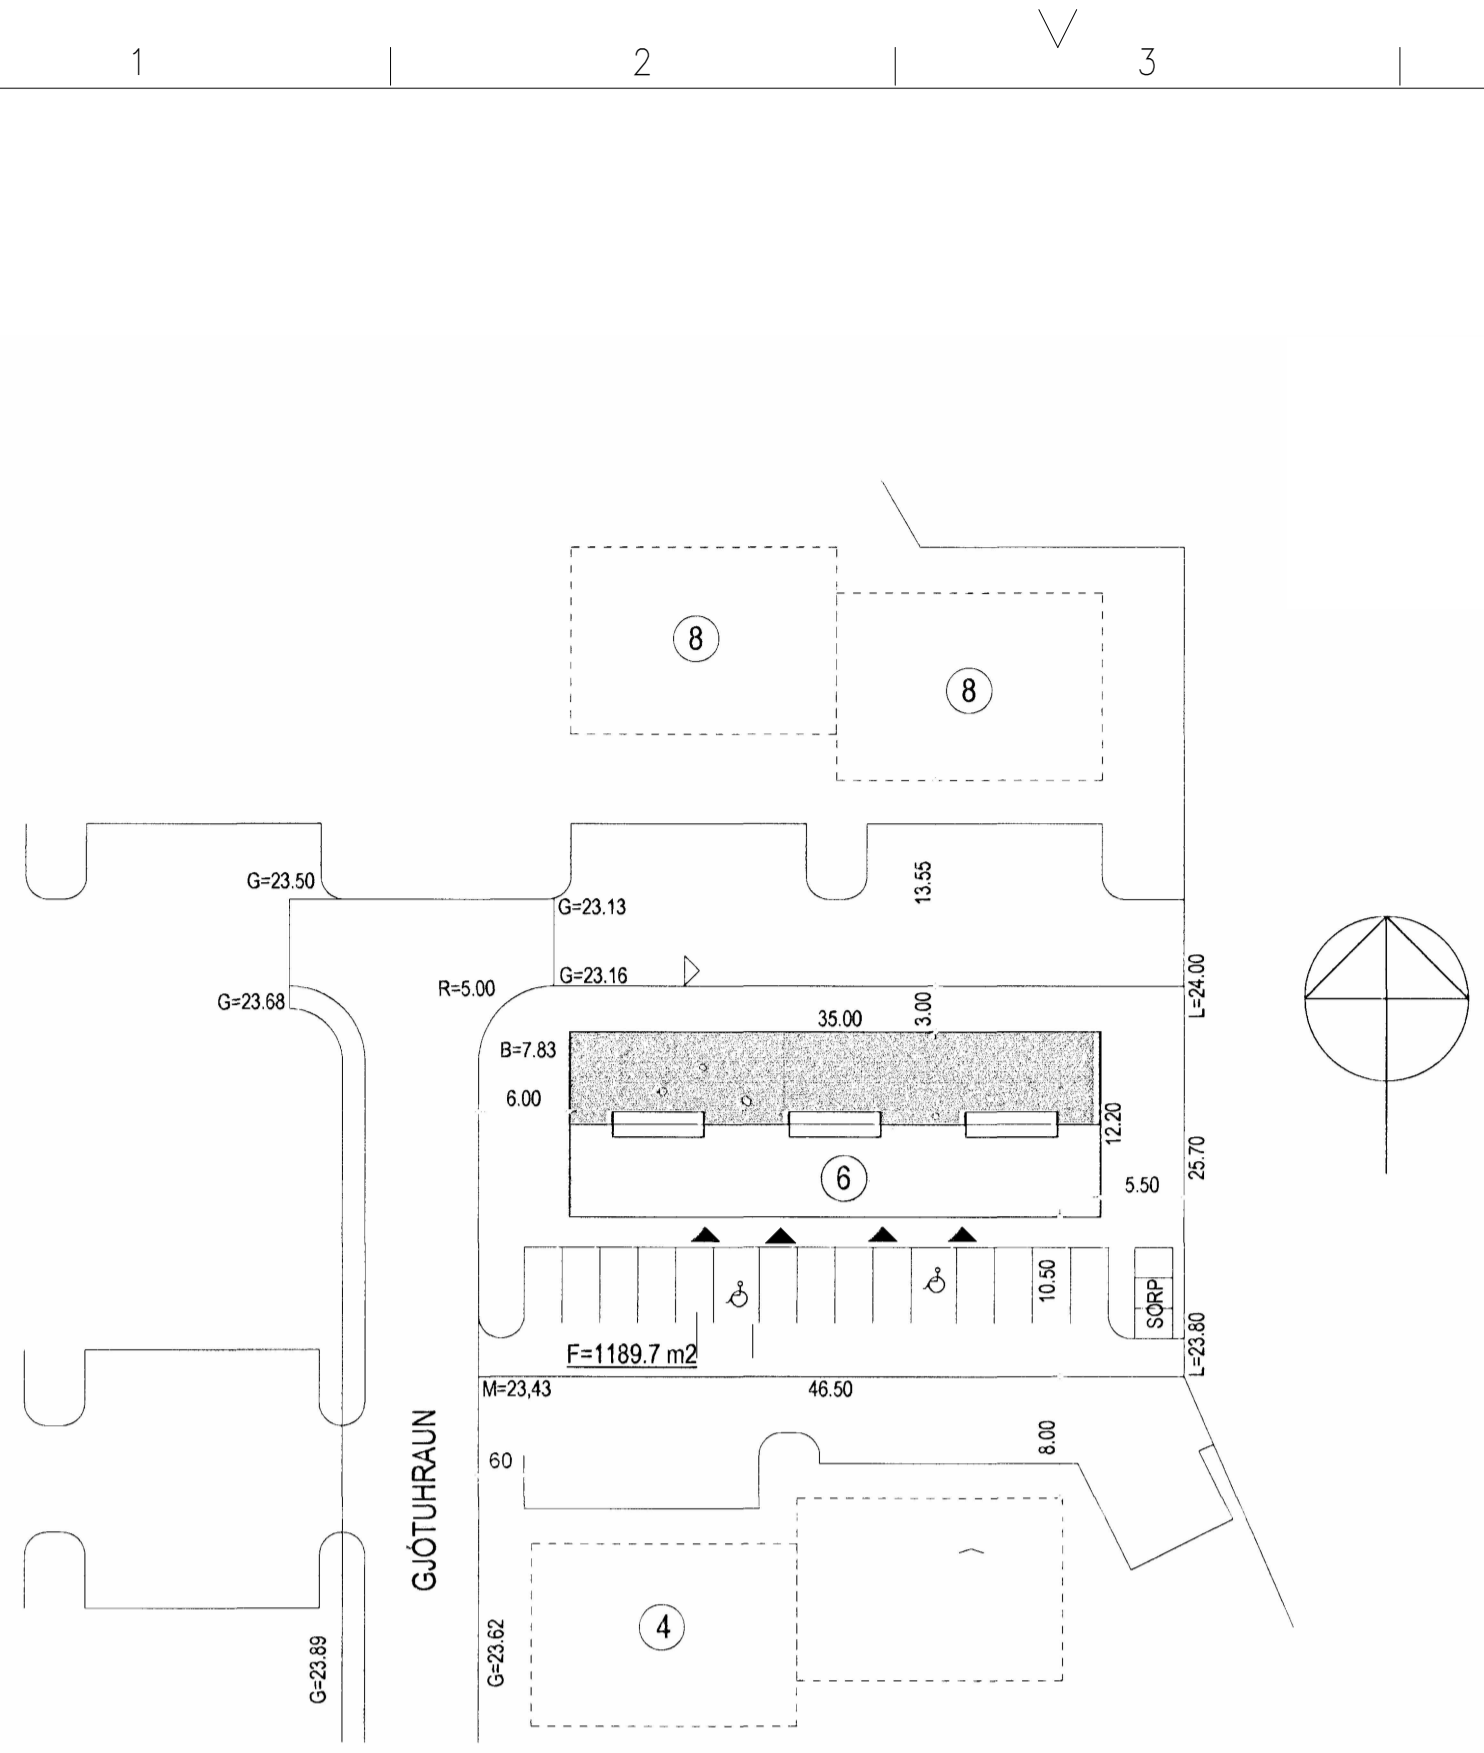 1 2 3
8
8
13.55
G=23.50
G=23.13
G=23.16
R=5.00
G=23.68
L=24.00
3.00
35.00
B=7.83
6.00
12.20
25.70
6
5.50
10.50
SORP
L=23.80
F=1189.7 m2
M=23,43
46.50
8.00
60
GJÓTUHRAUN
4
G=23.89
G=23.62